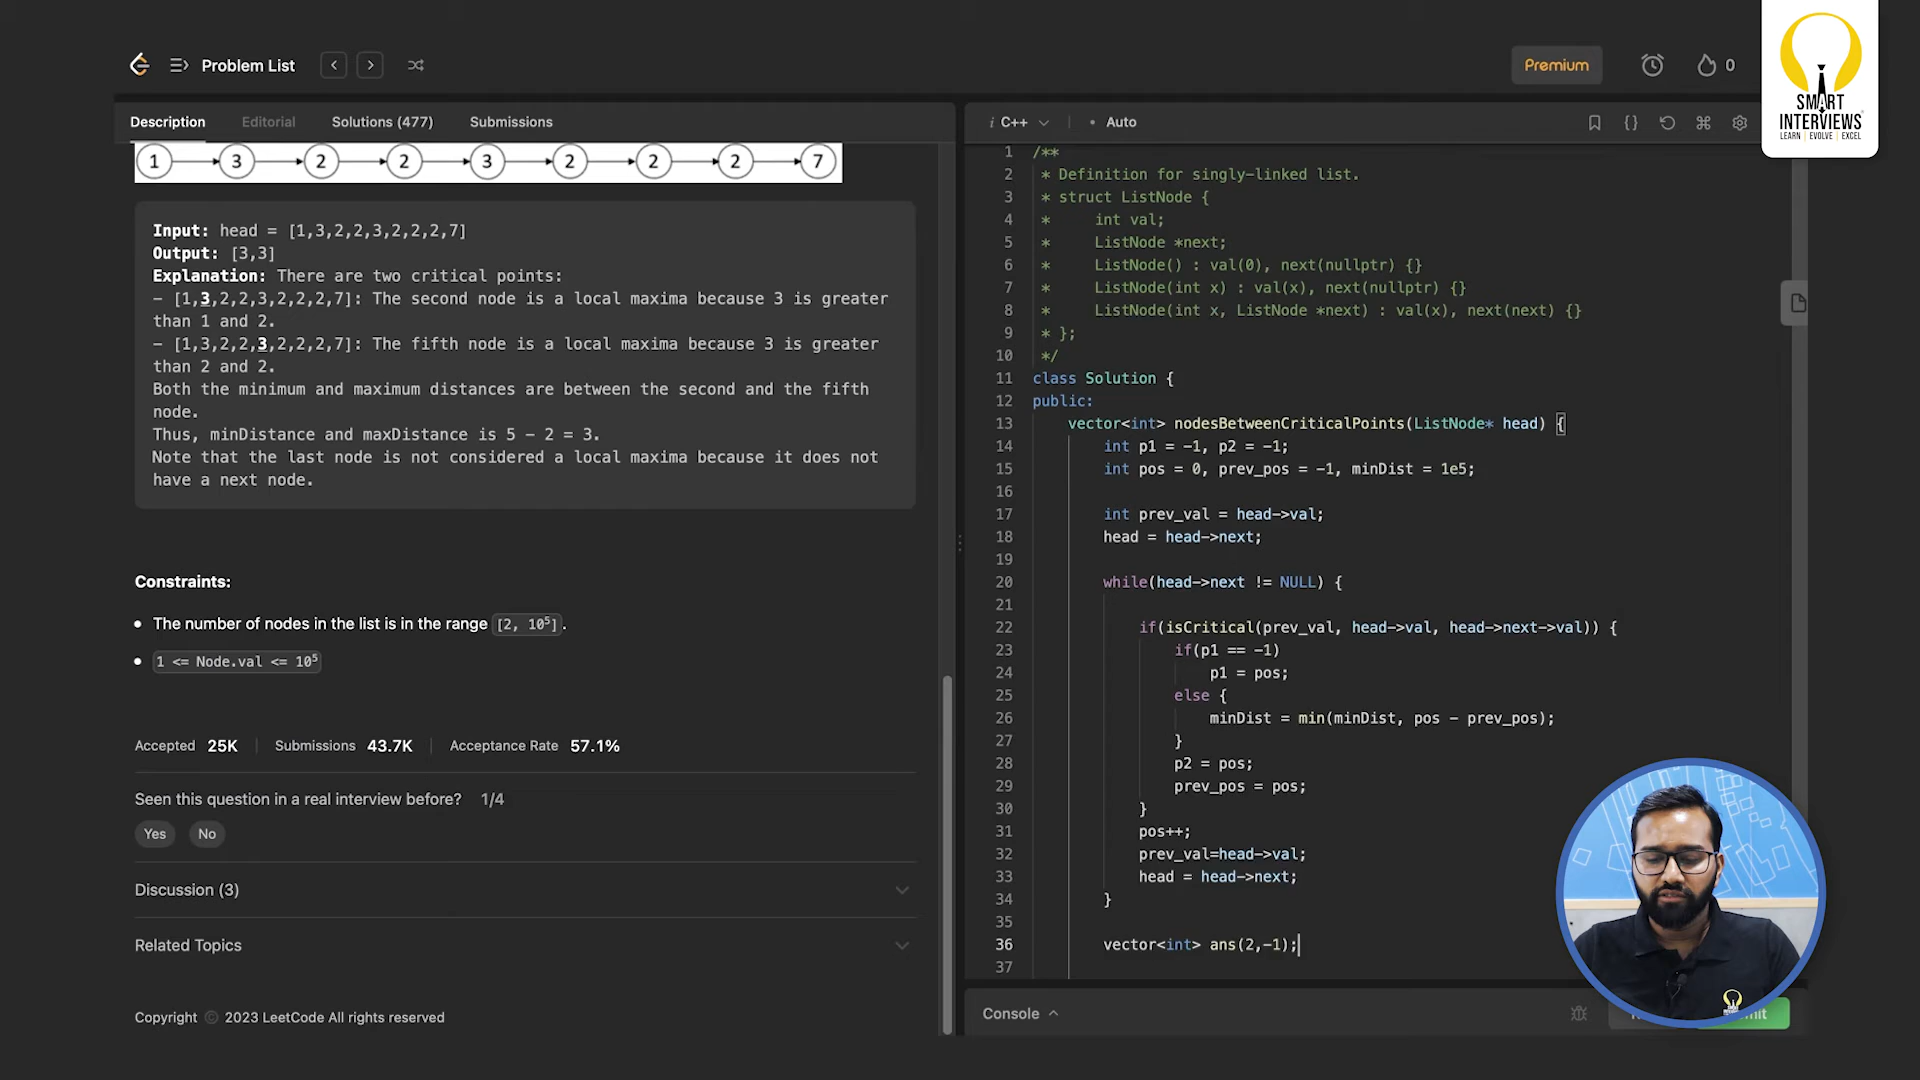 Problem List
Premium
0
SMART
INTERVIEWS
LEARN | EVOLVE | EXCEL
Description Editorial Solutions (477) Submissions
1 3 2 2 3 2 2 2 7
Input: head = [1,3,2,2,3,2,2,2,7]
Output: [3,3]
Explanation: There are two critical points:
- [1,3,2,2,3,2,2,2,7]: The second node is a local maxima because 3 is greater
than 1 and 2.
- [1,3,2,2,3,2,2,2,7]: The fifth node is a local maxima because 3 is greater
than 2 and 2.
Both the minimum and maximum distances are between the second and the fifth
node.
Thus, minDistance and maxDistance is 5 - 2 = 3.
Note that the last node is not considered a local maxima because it does not
have a next node.
Constraints:
• The number of nodes in the list is in the range [2, 10⁵].
• 1 <= Node.val <= 10⁵
Accepted 25K Submissions 43.7K Acceptance Rate 57.1%
Seen this question in a real interview before? 1/4
Yes No
Discussion (3)
Related Topics
Copyright © 2023 LeetCode All rights reserved
i C++ • Auto
1 /**
2 * Definition for singly-linked list.
3 * struct ListNode {
4 * int val;
5 * ListNode *next;
6 * ListNode() : val(0), next(nullptr) {}
7 * ListNode(int x) : val(x), next(nullptr) {}
8 * ListNode(int x, ListNode *next) : val(x), next(next) {}
9 * };
10 */
11 class Solution {
12 public:
13 vector<int> nodesBetweenCriticalPoints(ListNode* head) {
14 int p1 = -1, p2 = -1;
15 int pos = 0, prev_pos = -1, minDist = 1e5;
16
17 int prev_val = head->val;
18 head = head->next;
19
20 while(head->next != NULL) {
21
22 if(isCritical(prev_val, head->val, head->next->val)) {
23 if(p1 == -1)
24 p1 = pos;
25 else {
26 minDist = min(minDist, pos - prev_pos);
27 }
28 p2 = pos;
29 prev_pos = pos;
30 }
31 pos++;
32 prev_val=head->val;
33 head = head->next;
34 }
35
36 vector<int> ans(2,-1);
37
Console